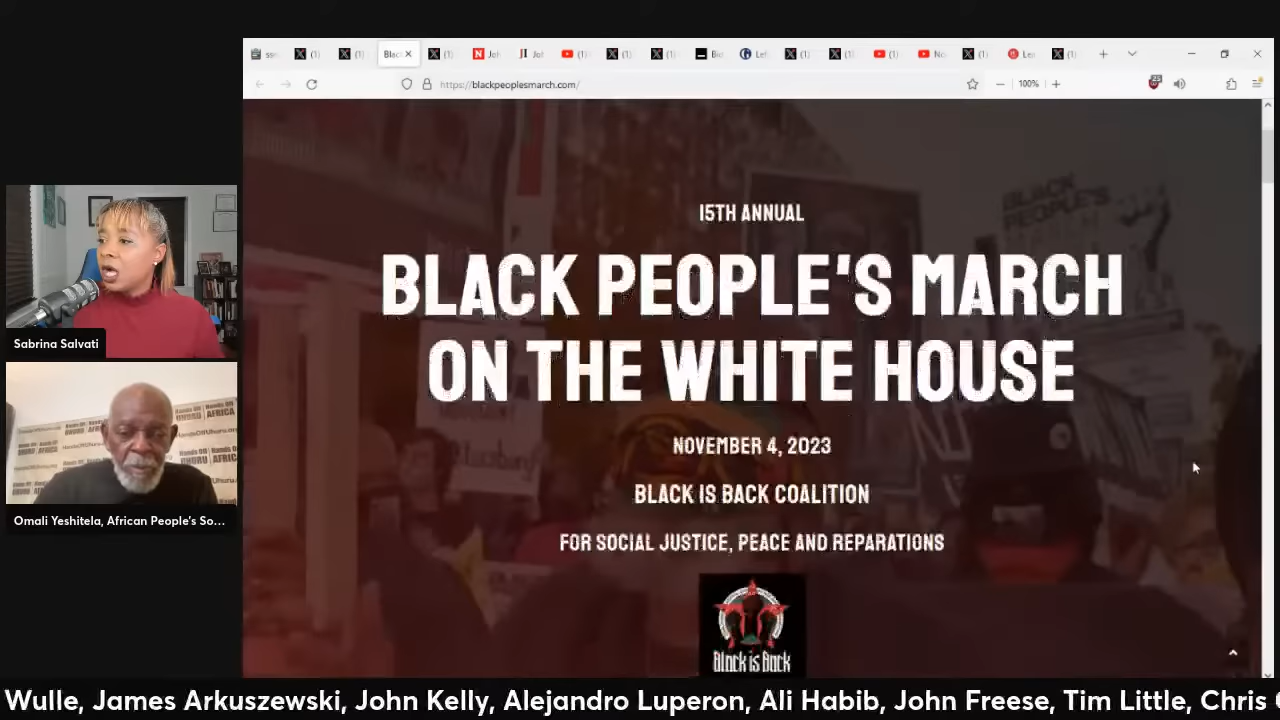 https://blackpeoplesmarch.com/
100%
15TH ANNUAL
BLACK PEOPLE'S MARCH
ON THE WHITE HOUSE
NOVEMBER 4, 2023
BLACK IS BACK COALITION
FOR SOCIAL JUSTICE, PEACE AND REPARATIONS
Black is Back
Sabrina Salvati
Omali Yeshitela, African People's So...
Wulle, James Arkuszewski, John Kelly, Alejandro Luperon, Ali Habib, John Freese, Tim Little, Chris